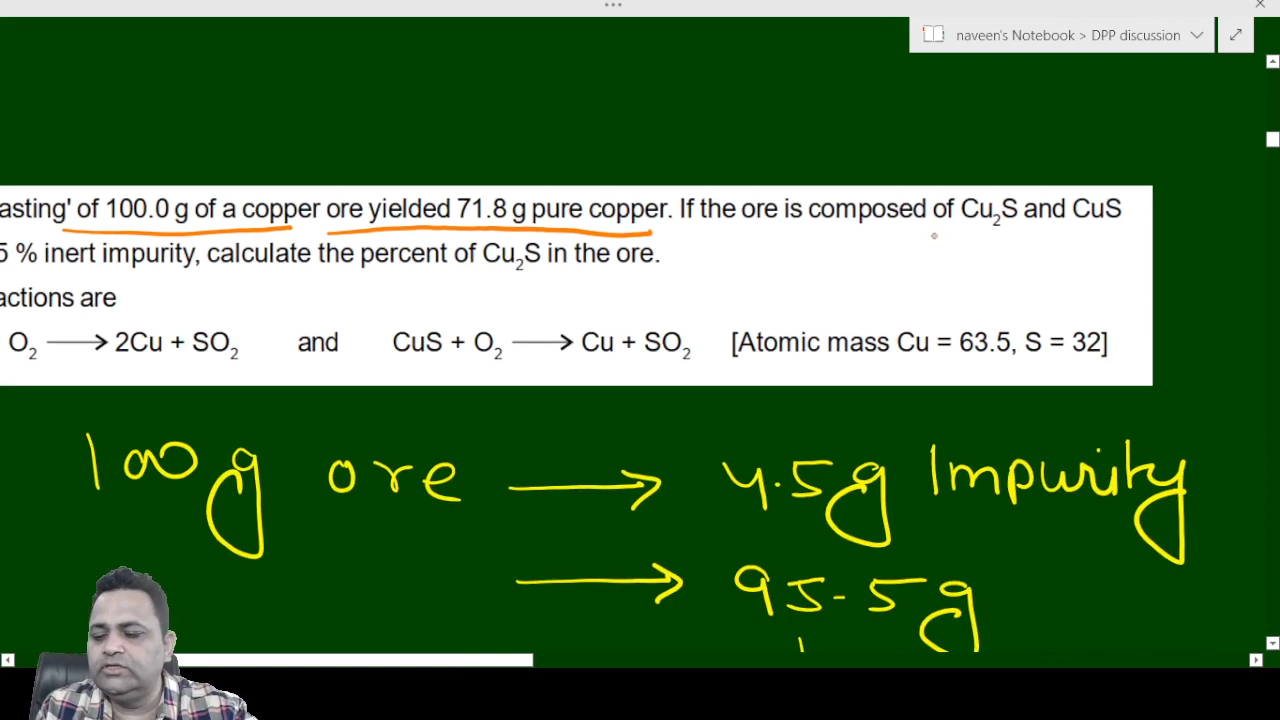 naveen's Notebook > DPP discussion
asting' of 100.0 g of a copper ore yielded 71.8 g pure copper. If the ore is composed of Cu₂S and CuS
5 % inert impurity, calculate the percent of Cu₂S in the ore.
actions are
O₂ ⟶ 2Cu + SO₂ and CuS + O₂ ⟶ Cu + SO₂ [Atomic mass Cu = 63.5, S = 32]
100 g ore ⟶ 4.5 g Impurity
⟶ 95.5 g